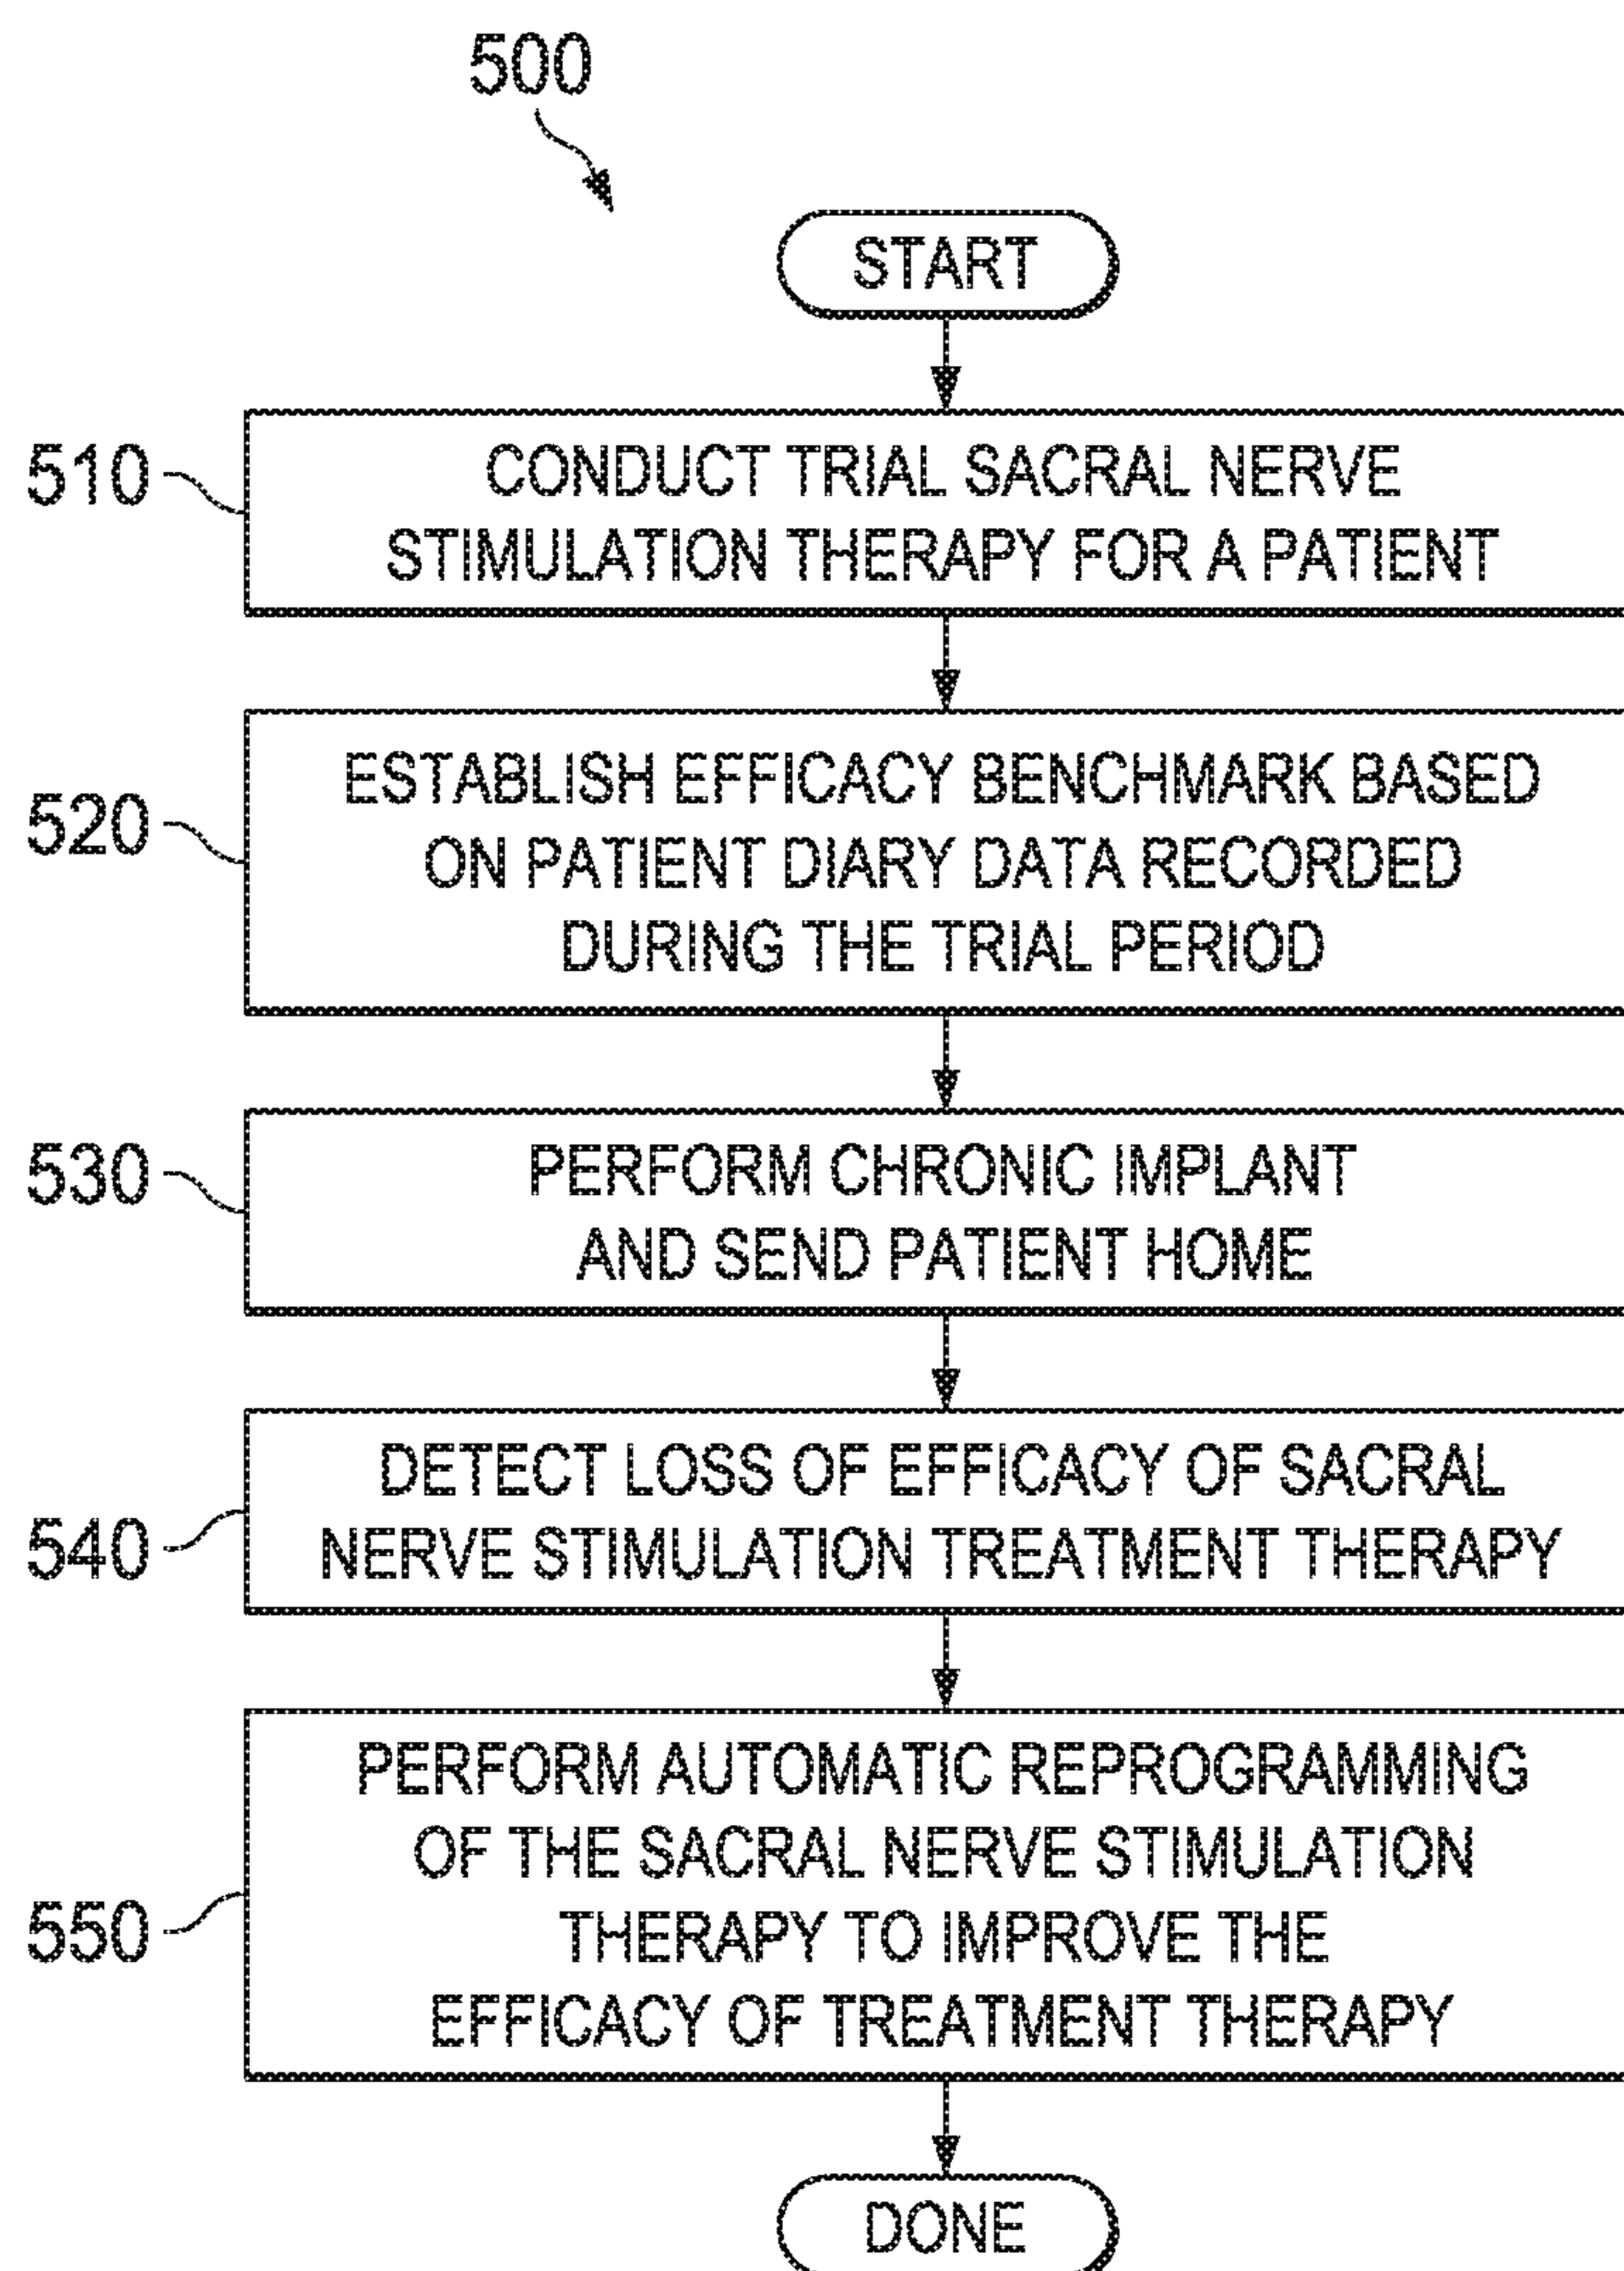 500
START
510
CONDUCT TRIAL SACRAL NERVE
STIMULATION THERAPY FOR A PATIENT
520
ESTABLISH EFFICACY BENCHMARK BASED
ON PATIENT DIARY DATA RECORDED
DURING THE TRIAL PERIOD
530
PERFORM CHRONIC IMPLANT
AND SEND PATIENT HOME
540
DETECT LOSS OF EFFICACY OF SACRAL
NERVE STIMULATION TREATMENT THERAPY
550
PERFORM AUTOMATIC REPROGRAMMING
OF THE SACRAL NERVE STIMULATION
THERAPY TO IMPROVE THE
EFFICACY OF TREATMENT THERAPY
DONE